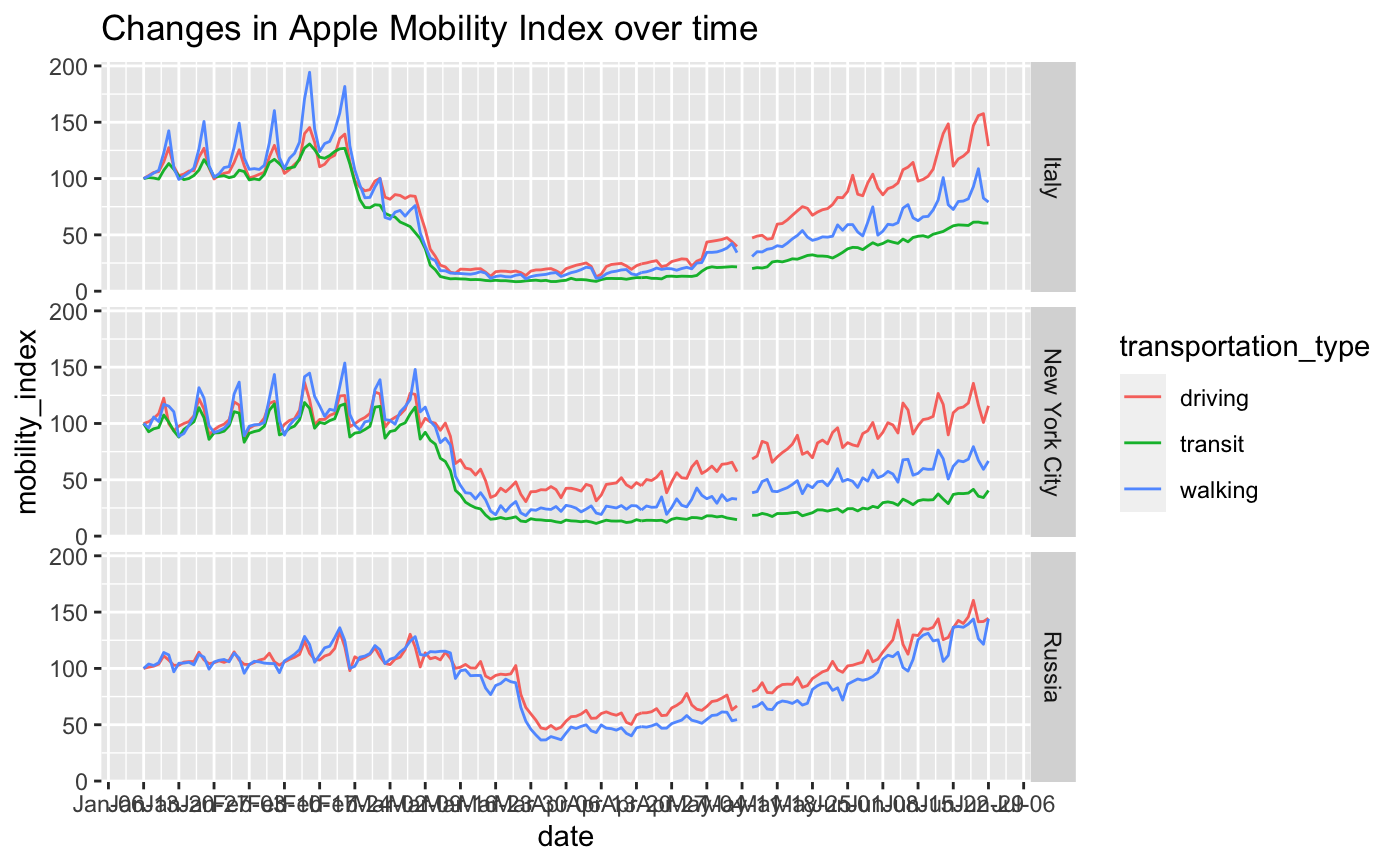 Changes in Apple Mobility Index over time
200
150
100
50
0
Italy
200
150
100
50
0
New York City
200
150
100
50
0
Russia
mobility_index
date
transportation_type
driving
transit
walking